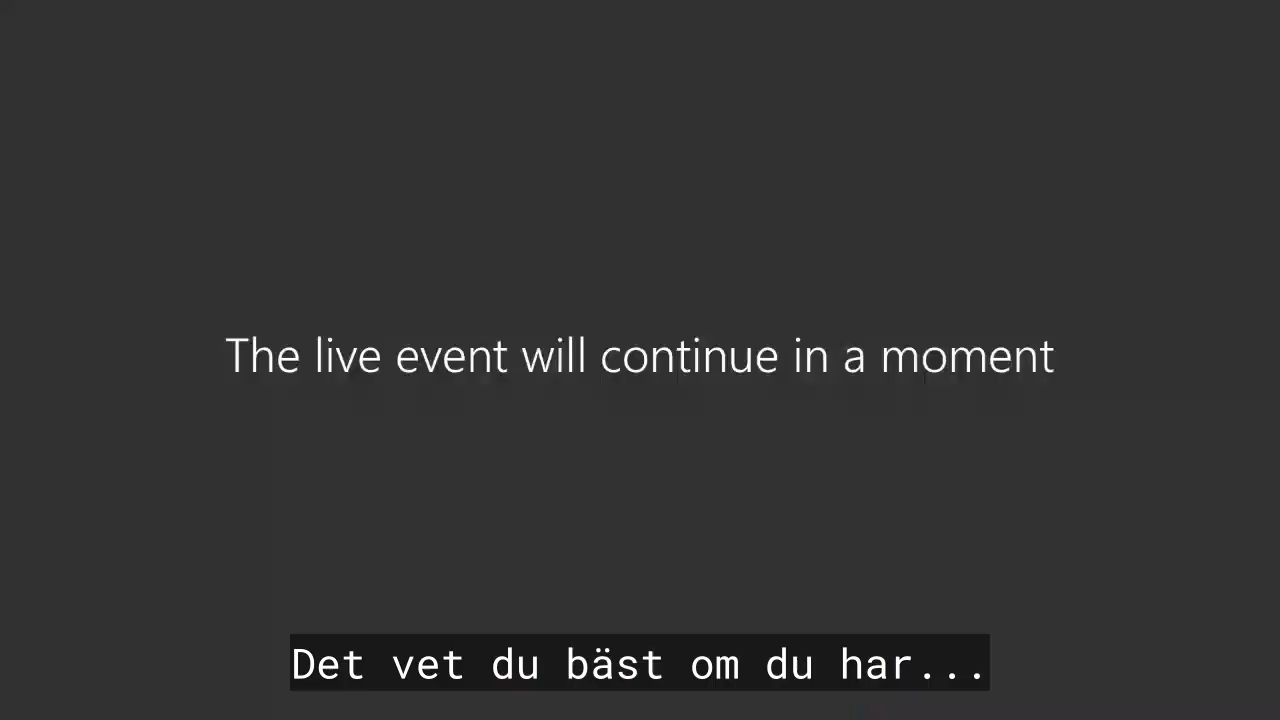 The live event will continue in a moment
Det vet du bäst om du har...